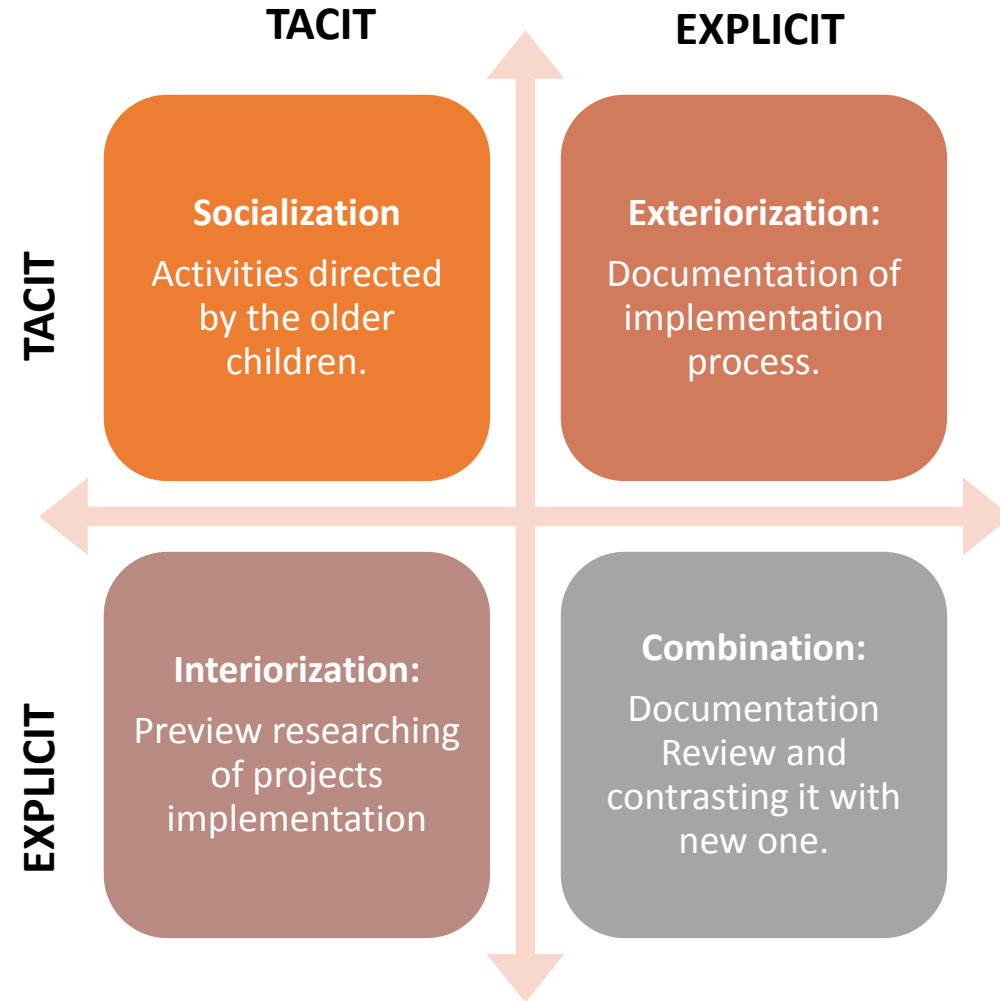 TACIT
EXPLICIT
TACIT
Socialization
Activities directed
by the older
children.
Exteriorization:
Documentation of
implementation
process.
EXPLICIT
Interiorization:
Preview researching
of projects
implementation
Combination:
Documentation
Review and
contrasting it with
new one.